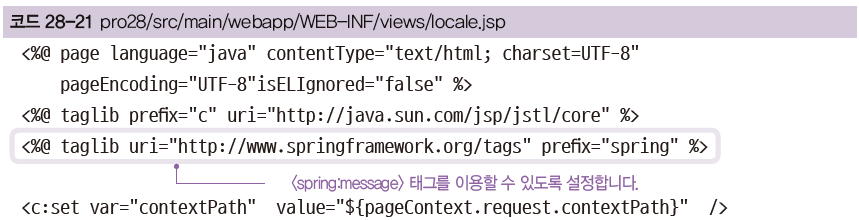 코드 28-21 pro28/src/main/webapp/WEB-INF/views/locale.jsp
<%@ page language="java" contentType="text/html; charset=UTF-8"
pageEncoding="UTF-8"isELIgnored="false" %>
<%@ taglib prefix="c" uri="http://java.sun.com/jsp/jstl/core" %>
<%@ taglib uri="http://www.springframework.org/tags" prefix="spring" %>
<spring:message> 태그를 이용할 수 있도록 설정합니다.
<c:set var="contextPath" value="${pageContext.request.contextPath}" />